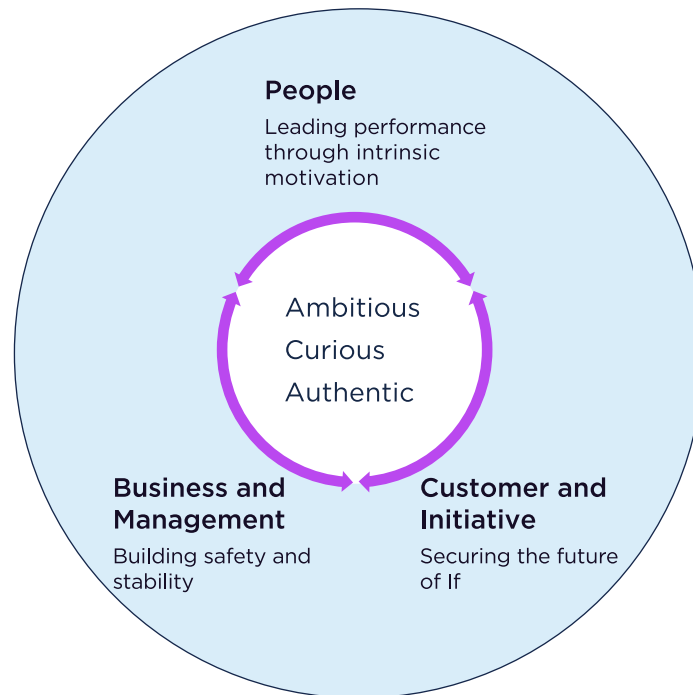 People
Leading performance
through intrinsic
motivation
Ambitious
Curious
Authentic
Business and
Management
Building safety and
stability
Customer and
Initiative
Securing the future
of If